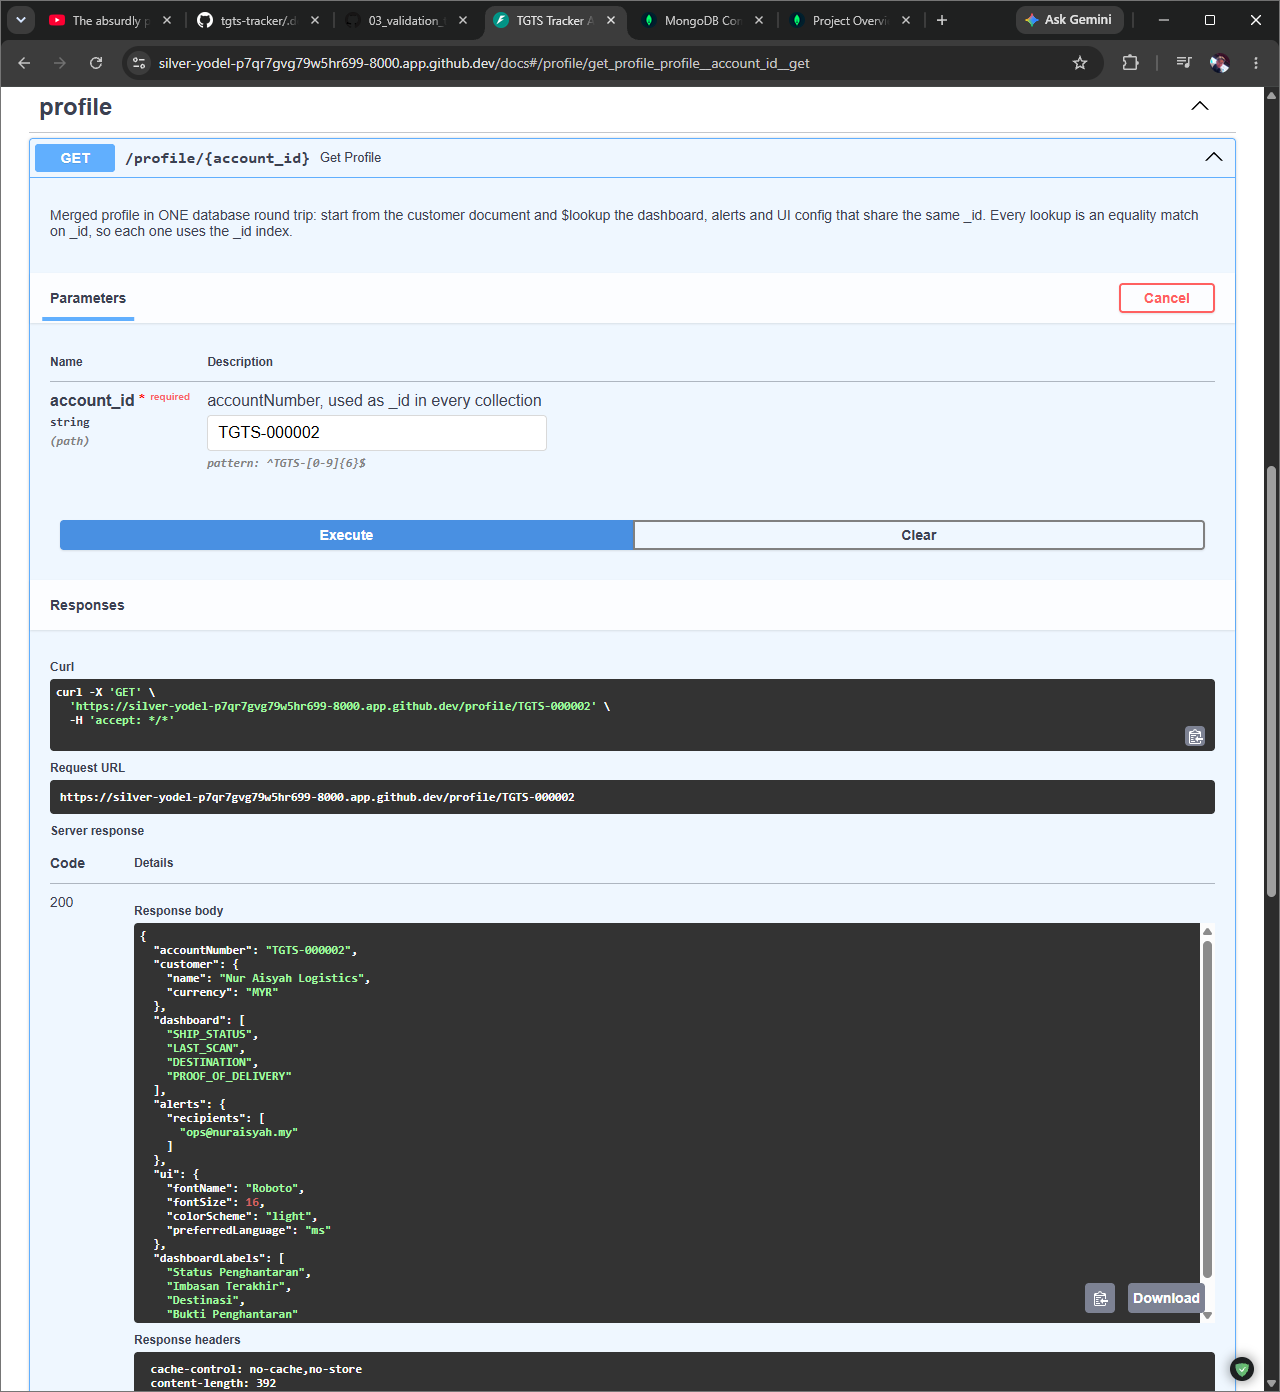 The absurdly p
tgts-tracker/.d
03_validation_
TGTS Tracker A
MongoDB Con
Project Overvi
Ask Gemini
silver-yodel-p7qr7gvg79w5hr699-8000.app.github.dev/docs#/profile/get_profile_profile__account_id__get
profile
GET /profile/{account_id} Get Profile
Merged profile in ONE database round trip: start from the customer document and $lookup the dashboard, alerts and UI config that share the same _id. Every lookup is an equality match
on _id, so each one uses the _id index.
Parameters
Cancel
Name Description
account_id * required
string
(path)
accountNumber, used as _id in every collection
TGTS-000002
pattern: ^TGTS-[0-9]{6}$
Execute
Clear
Responses
Curl
curl -X 'GET' \
'https://silver-yodel-p7qr7gvg79w5hr699-8000.app.github.dev/profile/TGTS-000002' \
-H 'accept: */*'
Request URL
https://silver-yodel-p7qr7gvg79w5hr699-8000.app.github.dev/profile/TGTS-000002
Server response
Code Details
200
Response body
{
"accountNumber": "TGTS-000002",
"customer": {
"name": "Nur Aisyah Logistics",
"currency": "MYR"
},
"dashboard": [
"SHIP_STATUS",
"LAST_SCAN",
"DESTINATION",
"PROOF_OF_DELIVERY"
],
"alerts": {
"recipients": [
"ops@nuraisyah.my"
]
},
"ui": {
"fontName": "Roboto",
"fontSize": 16,
"colorScheme": "light",
"preferredLanguage": "ms"
},
"dashboardLabels": [
"Status Penghantaran",
"Imbasan Terakhir",
"Destinasi",
"Bukti Penghantaran"
Download
Response headers
cache-control: no-cache,no-store
content-length: 392